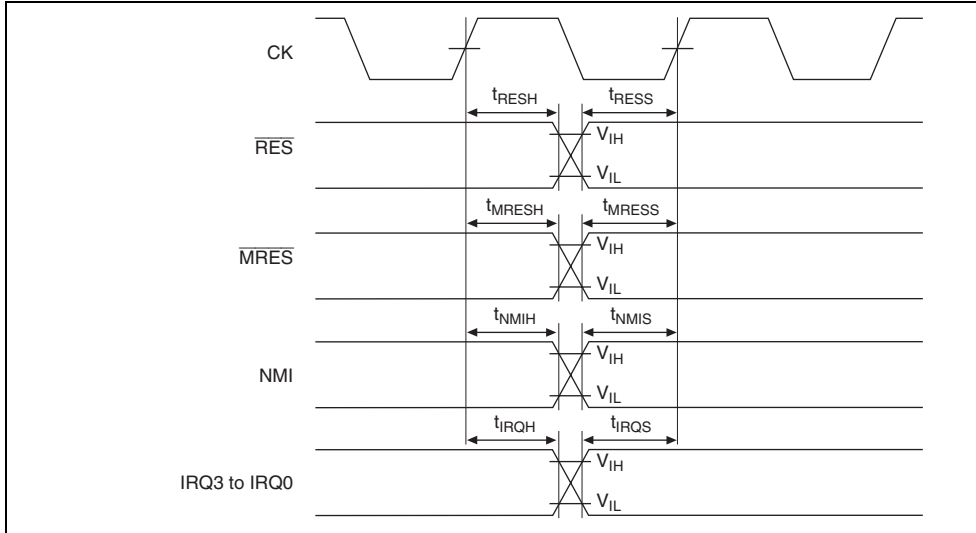 CK
tRESH tRESS
RES
VIH
VIL
tMRESH tMRESS
MRES
VIH
VIL
tNMIH tNMIS
NMI
VIH
VIL
tIRQH tIRQS
IRQ3 to IRQ0
VIH
VIL